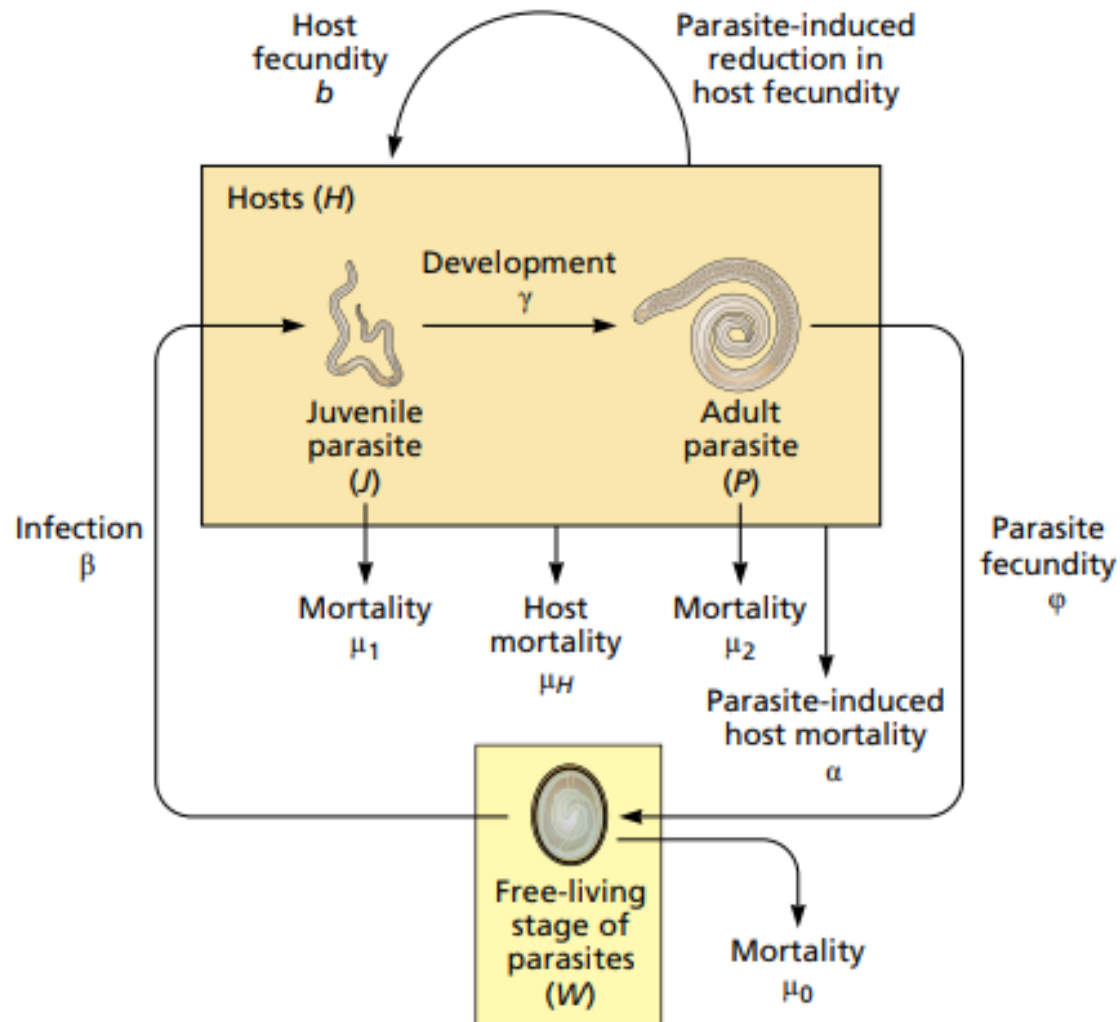 Host
fecundity
b
Parasite-induced
reduction in
host fecundity
Hosts (H)
Development
γ
Juvenile
parasite
(J)
Adult
parasite
(P)
Infection
β
Parasite
fecundity
φ
Mortality
μ1
Host
mortality
μH
Mortality
μ2
Parasite-induced
host mortality
α
Free-living
stage of
parasites
(W)
Mortality
μ0